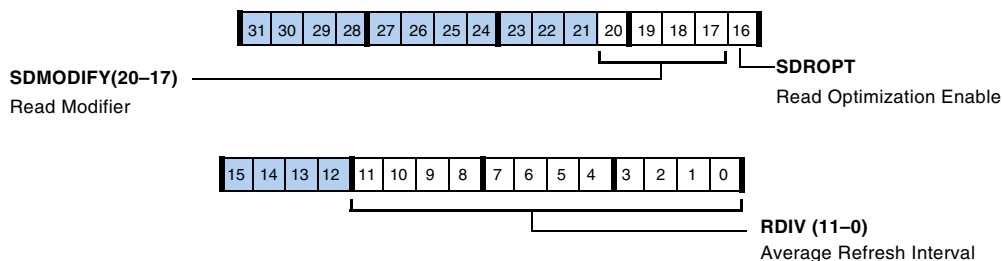 31 30 29 28 27 26 25 24 23 22 21 20 19 18 17 16
SDMODIFY(20–17)
Read Modifier
SDROPT
Read Optimization Enable
15 14 13 12 11 10 9 8 7 6 5 4 3 2 1 0
RDIV (11–0)
Average Refresh Interval